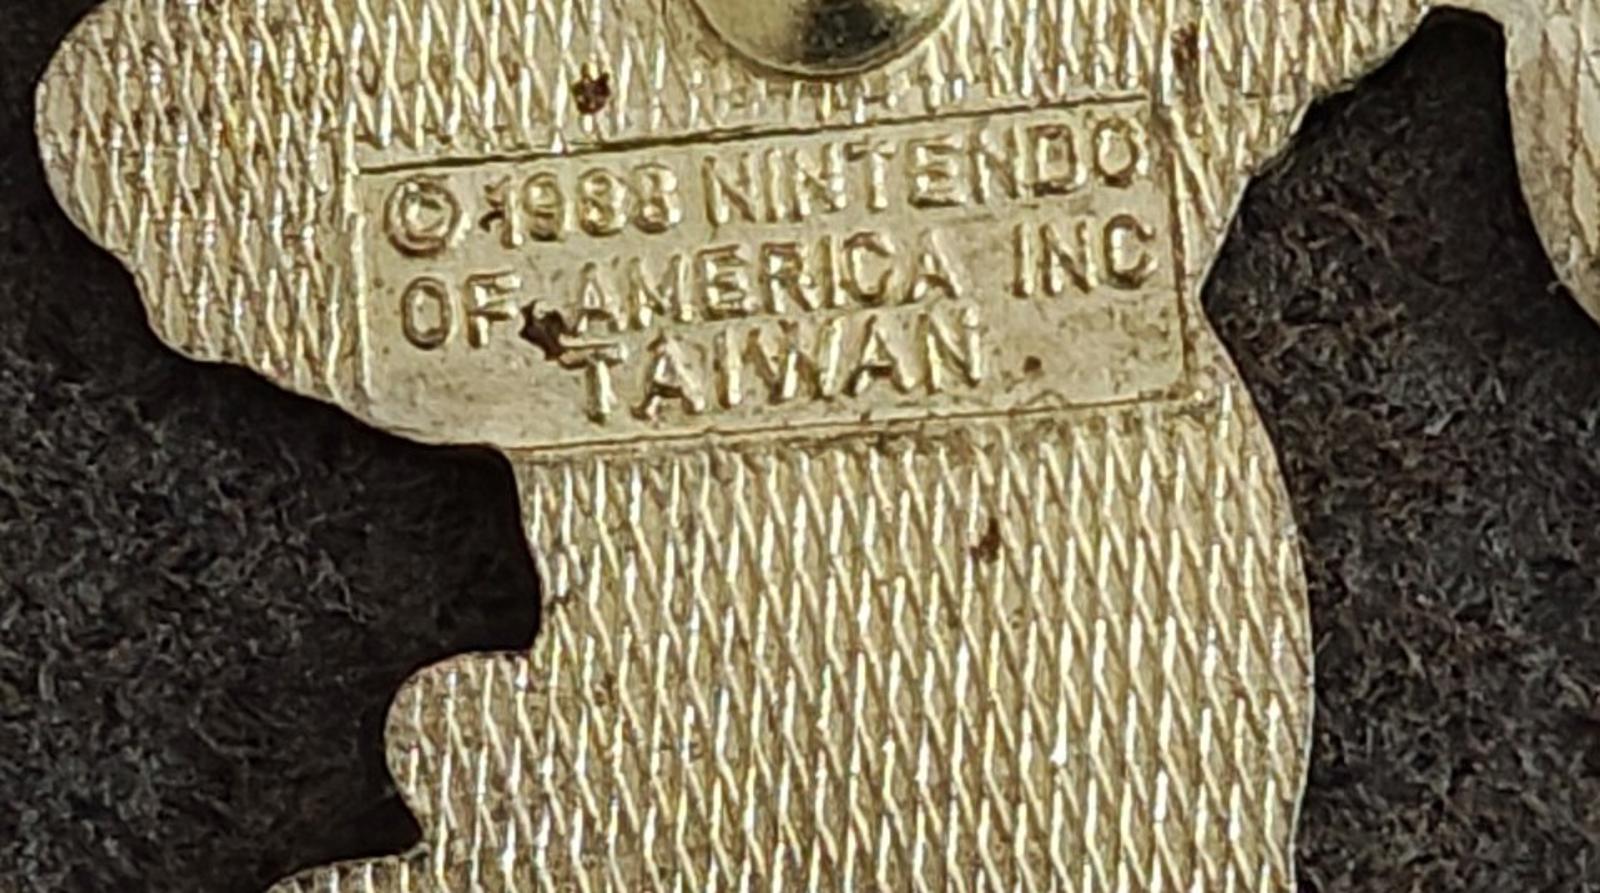 © 1988 NINTENDO
OF AMERICA INC
TAIWAN